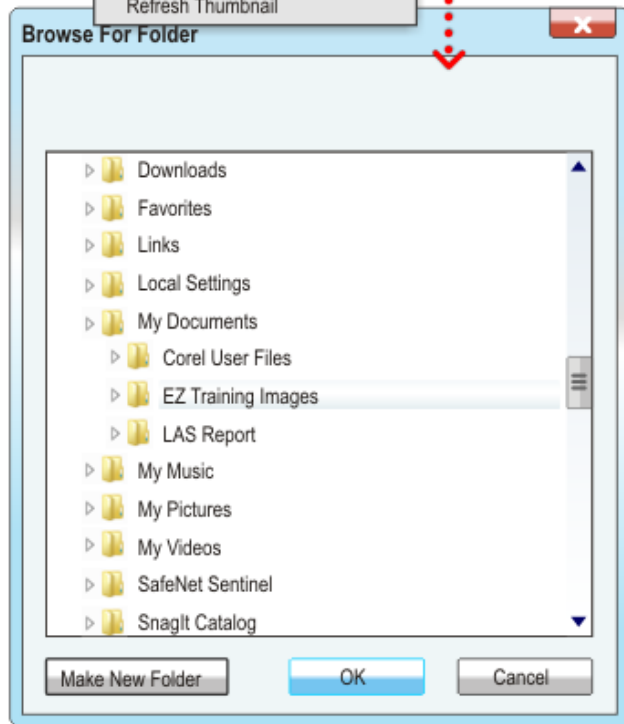 Refresh Thumbnail
Browse For Folder
Downloads
Favorites
Links
Local Settings
My Documents
Corel User Files
EZ Training Images
LAS Report
My Music
My Pictures
My Videos
SafeNet Sentinel
SnagIt Catalog
Make New Folder OK Cancel